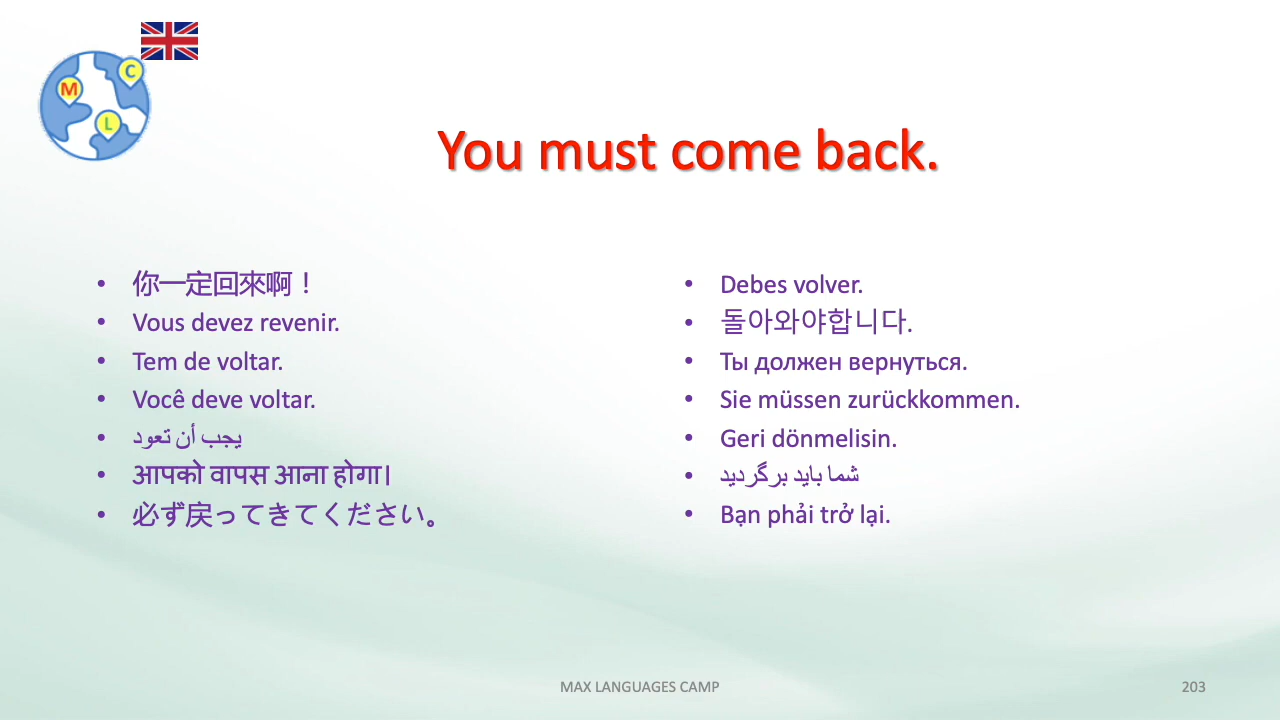 C
M
L
You must come back.
• 你一定回來啊！
• Vous devez revenir.
• Tem de voltar.
• Você deve voltar.
• يجب أن تعود
• आपको वापस आना होगा।
• 必ず戻ってきてください。
• Debes volver.
• 돌아와야합니다.
• Ты должен вернуться.
• Sie müssen zurückkommen.
• Geri dönmelisin.
• شما باید برگردید
• Bạn phải trở lại.
MAX LANGUAGES CAMP
203